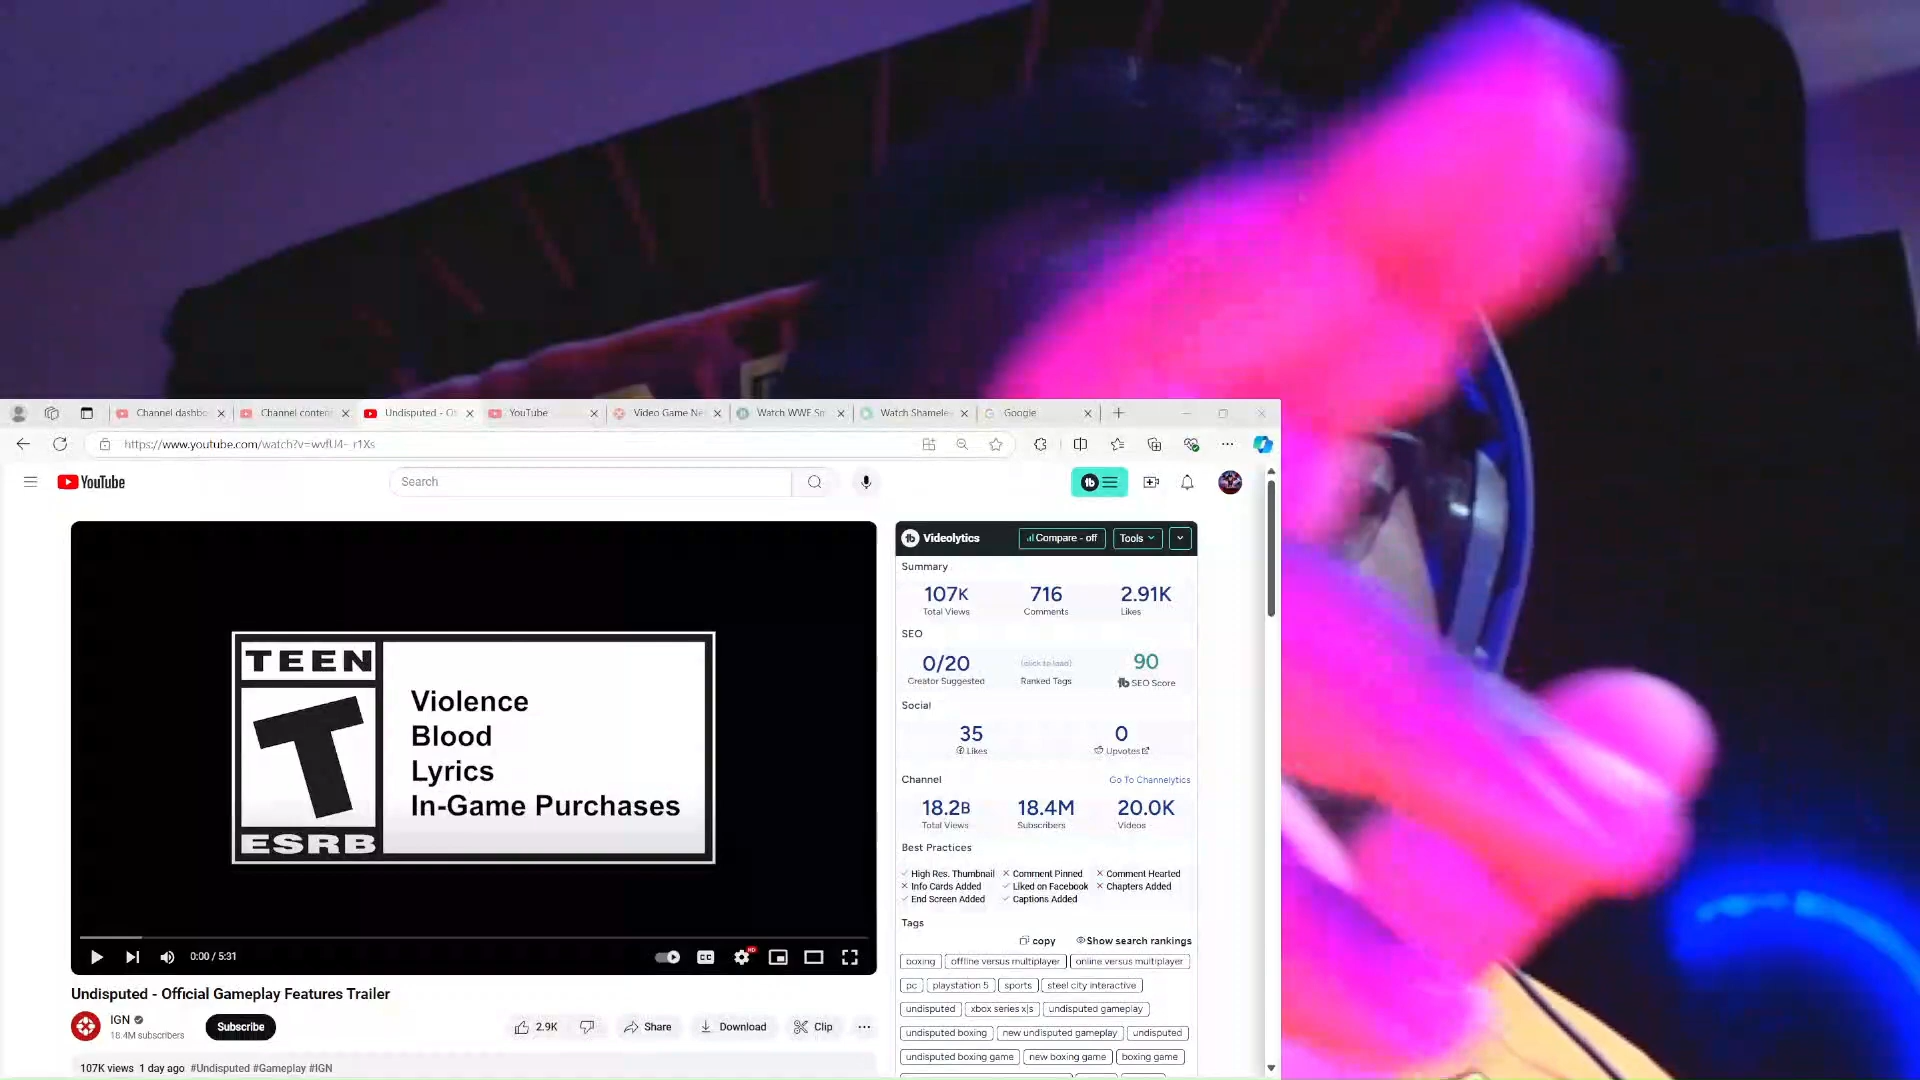 Channel dashbo
Channel conten
Undisputed - Of
YouTube
Video Game Ne
Watch WWE Sm
Watch Shamele
Google
https://www.youtube.com/watch?v=wvfU4-_r1Xs
YouTube
Search
TEEN
T
ESRB
Violence
Blood
Lyrics
In-Game Purchases
0:00 / 5:31
CC
HD
Undisputed - Official Gameplay Features Trailer
IGN
18.4M subscribers
Subscribe
2.9K
Share
Download
Clip
107K views 1 day ago #Undisputed #Gameplay #IGN
Videolytics
Compare - off
Tools
Summary
107K 716 2.91K
Total Views Comments Likes
SEO
0/20 (click to load) 90
Creator Suggested Ranked Tags SEO Score
Social
35 0
Likes Upvotes
Channel Go To Channelytics
18.2B 18.4M 20.0K
Total Views Subscribers Videos
Best Practices
High Res. Thumbnail Comment Pinned Comment Hearted
Info Cards Added Liked on Facebook Chapters Added
End Screen Added Captions Added
Tags
copy Show search rankings
boxing offline versus multiplayer online versus multiplayer
pc playstation 5 sports steel city interactive
undisputed xbox series x|s undisputed gameplay
undisputed boxing new undisputed gameplay undisputed
undisputed boxing game new boxing game boxing game